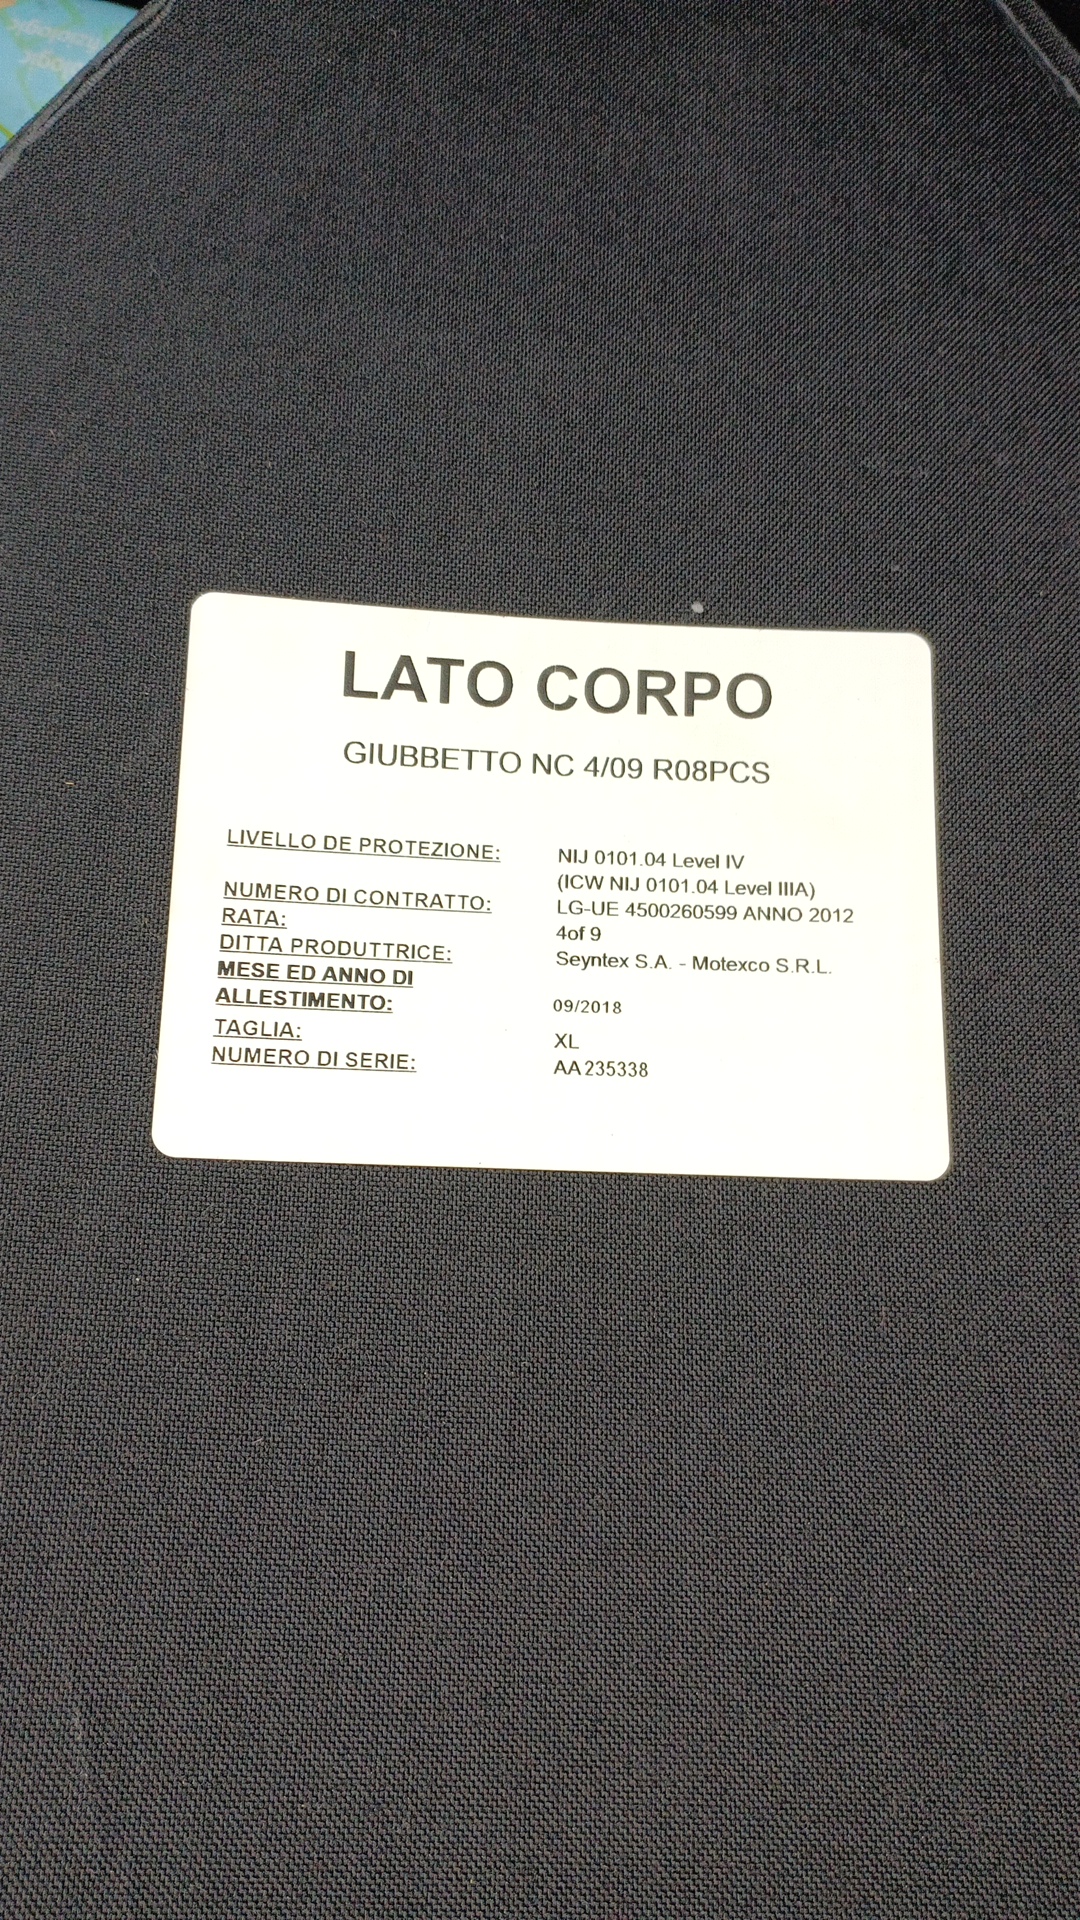 LATO CORPO
GIUBBETTO NC 4/09 R08PCS
LIVELLO DE PROTEZIONE: NIJ 0101.04 Level IV
(ICW NIJ 0101.04 Level IIIA)
NUMERO DI CONTRATTO: LG-UE 4500260599 ANNO 2012
RATA: 4of 9
DITTA PRODUTTRICE: Seyntex S.A. - Motexco S.R.L.
MESE ED ANNO DI
ALLESTIMENTO: 09/2018
TAGLIA: XL
NUMERO DI SERIE: AA235338